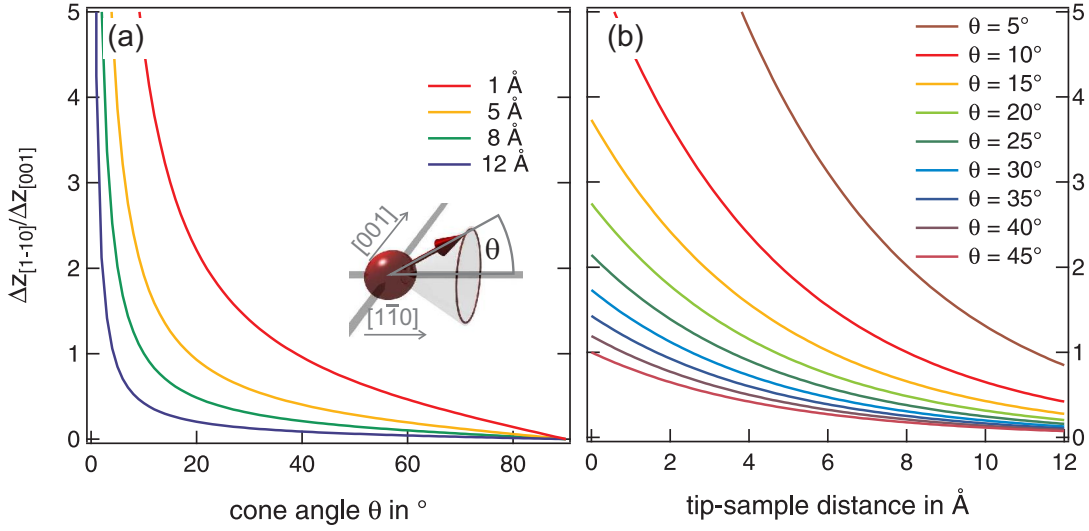 (a)
ΔZ[1-10]/ΔZ[001]
5
4
3
2
1
0
1 Å
5 Å
8 Å
12 Å
[001]
θ
[11̄0]
0
20
40
60
80
cone angle θ in °
(b)
θ = 5°
θ = 10°
θ = 15°
θ = 20°
θ = 25°
θ = 30°
θ = 35°
θ = 40°
θ = 45°
5
4
3
2
1
0
0
2
4
6
8
10
12
tip-sample distance in Å